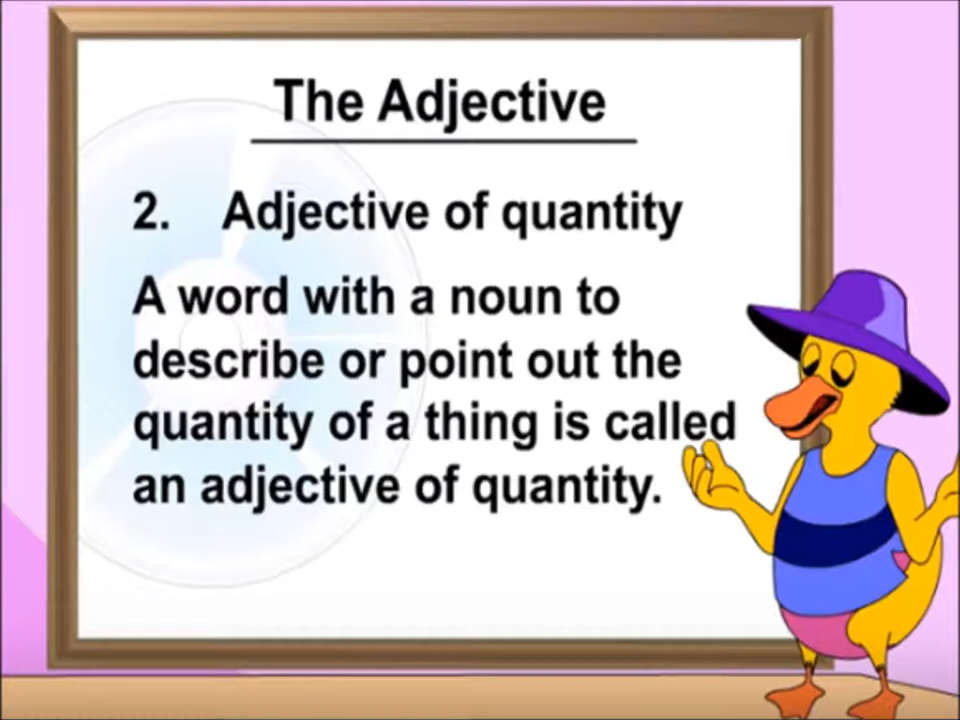 The Adjective
2. Adjective of quantity
A word with a noun to
describe or point out the
quantity of a thing is called
an adjective of quantity.